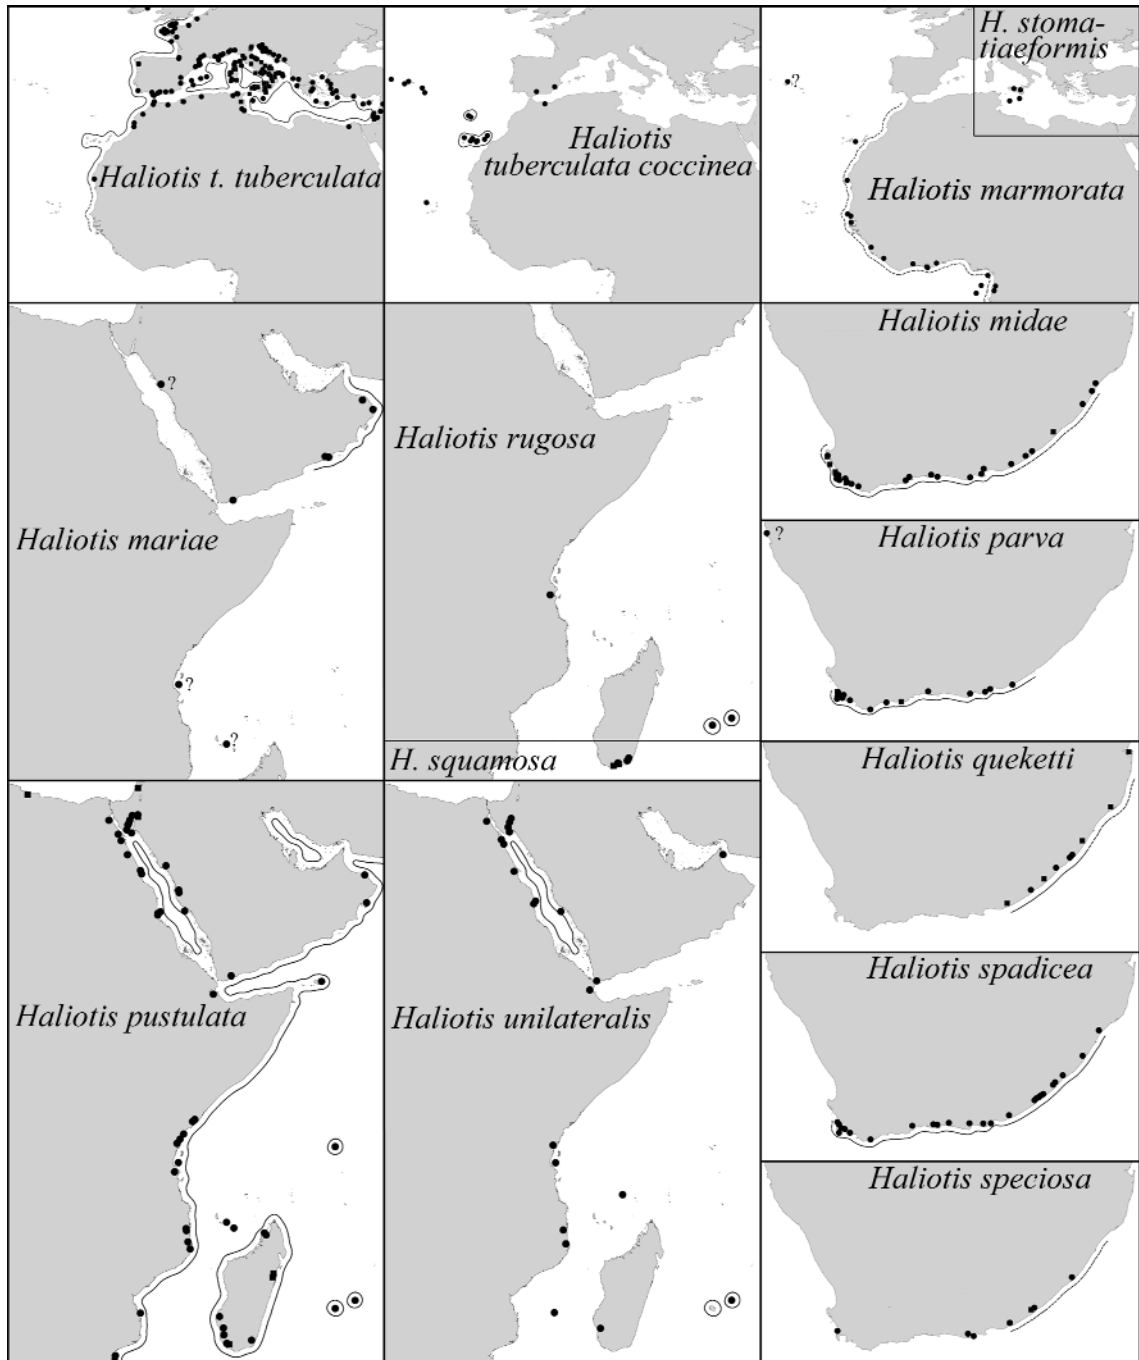 Haliotis t. tuberculata
Haliotis
tuberculata coccinea
H. stoma-
tiaeformis
?
Haliotis marmorata
?
Haliotis mariae
?
?
Haliotis rugosa
H. squamosa
Haliotis midae
?
Haliotis parva
Haliotis queketti
Haliotis spadicea
Haliotis speciosa
Haliotis pustulata
Haliotis unilateralis